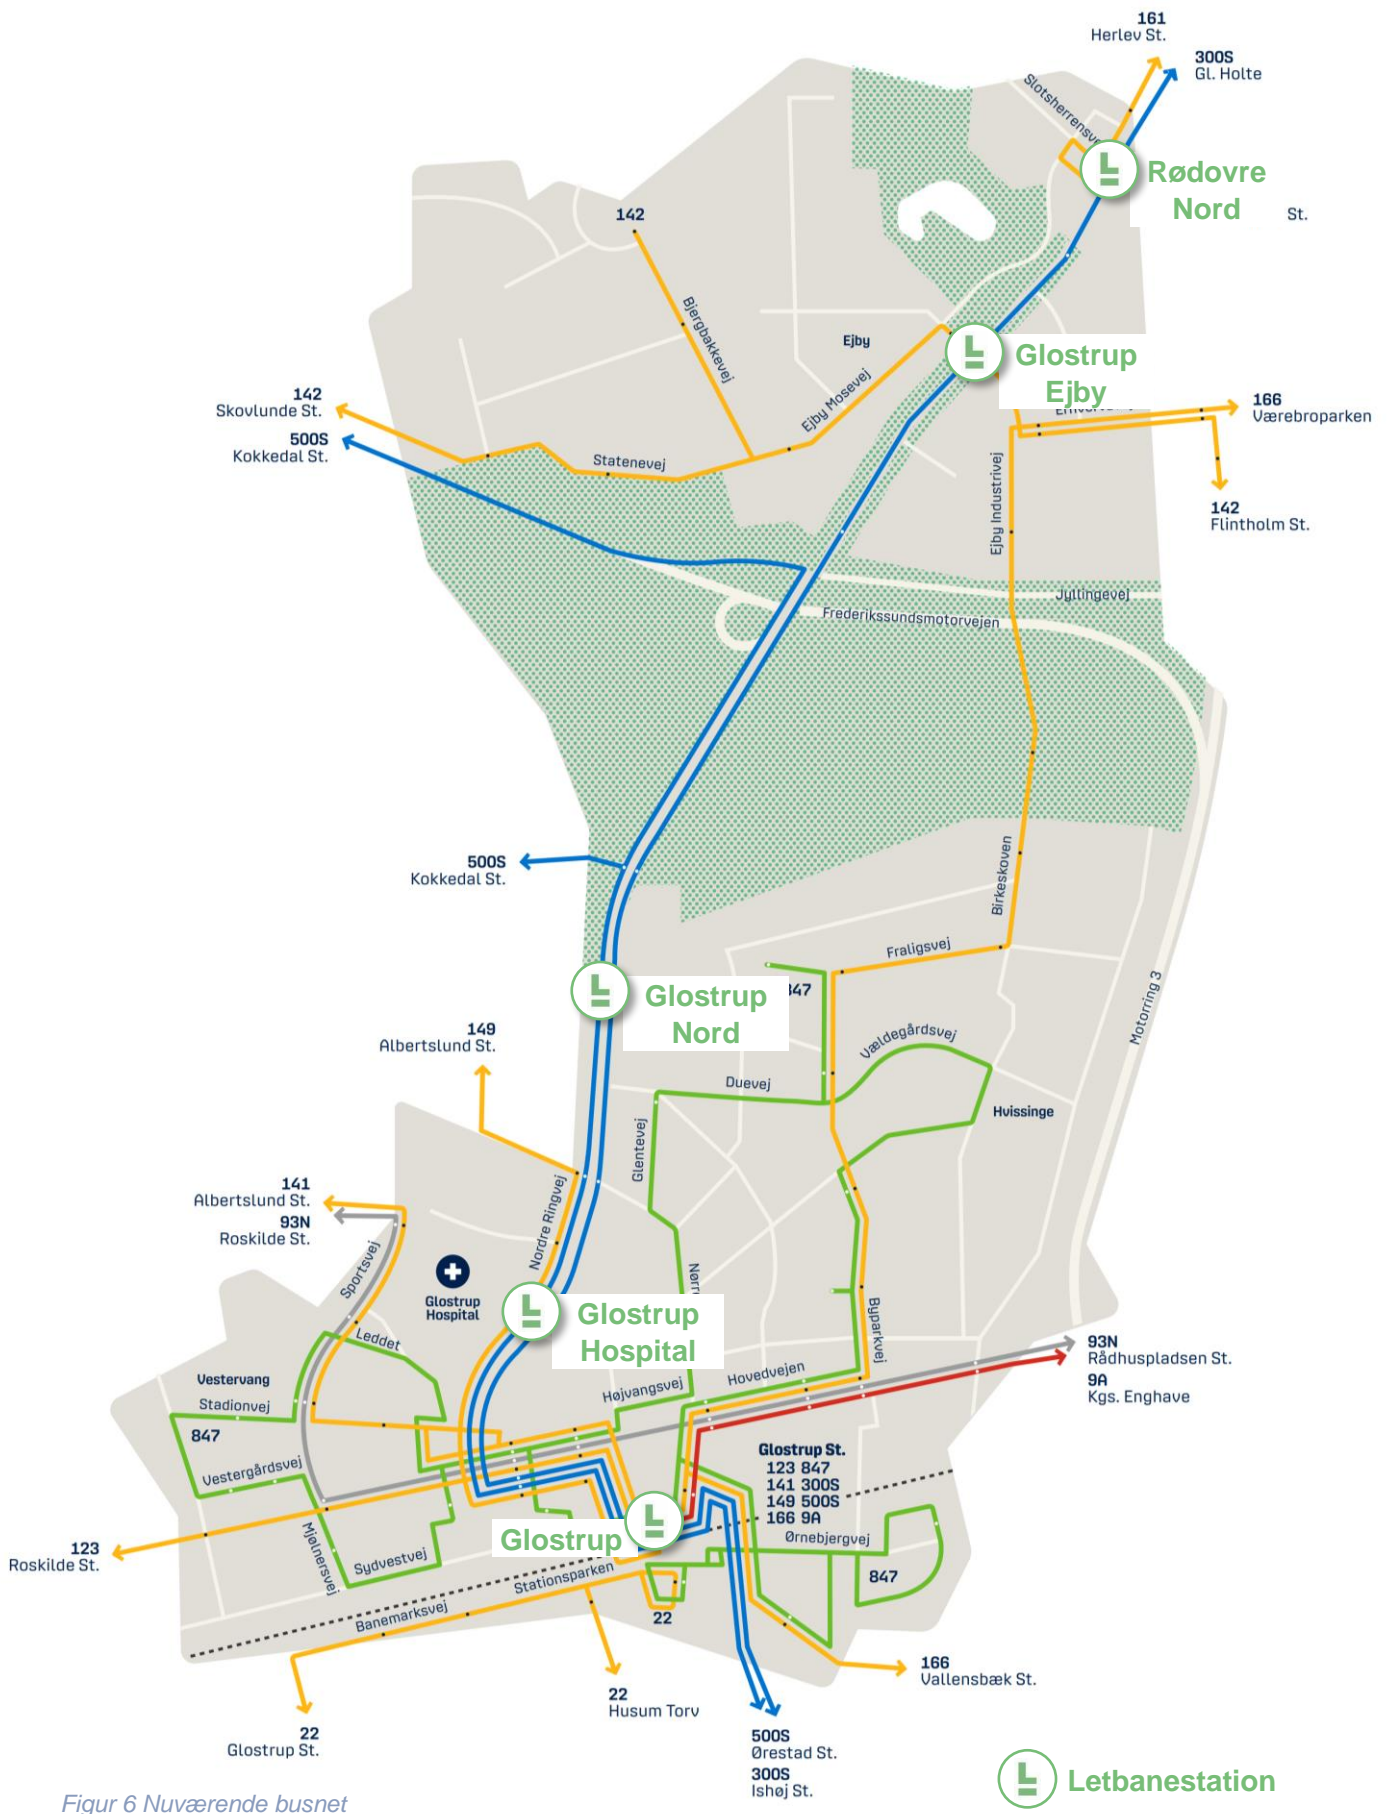 161
Herlev St.
300S
Gl. Holte
Rødovre
Nord
St.
142
Bjergbakkevej
Ejby
Ejby Mosevej
Glostrup
Ejby
142
Skovlunde St.
500S
Kokkedal St.
166
Værebroparken
Statenevej
142
Flintholm St.
Ejby Industrivej
Jyllingevej
Frederikssundsmotorvejen
500S
Kokkedal St.
Birkeskoven
Fraligsvej
Motorring 3
Glostrup
Nord
847
149
Albertslund St.
Vældegårdsvej
Duevej
Hvissinge
Glentevej
Nordre Ringvej
141
Albertslund St.
93N
Roskilde St.
Sportsvej
Glostrup
Hospital
Glostrup
Hospital
Leddet
Byparkvej
Hovedvejen
Højvangsvej
93N
Rådhuspladsen St.
9A
Kgs. Enghave
Vestervang
Stadionvej
847
Vestergårdsvej
Glostrup St.
123 847
141 300S
149 500S
166 9A
Glostrup
Ørnebjergvej
847
Mjølnersvej
Sydvestvej
123
Roskilde St.
Stationsparken
Banemarksvej
22
166
Vallensbæk St.
22
Husum Torv
22
Glostrup St.
500S
Ørestad St.
300S
Ishøj St.
Letbanestation
Figur 6 Nuværende busnet